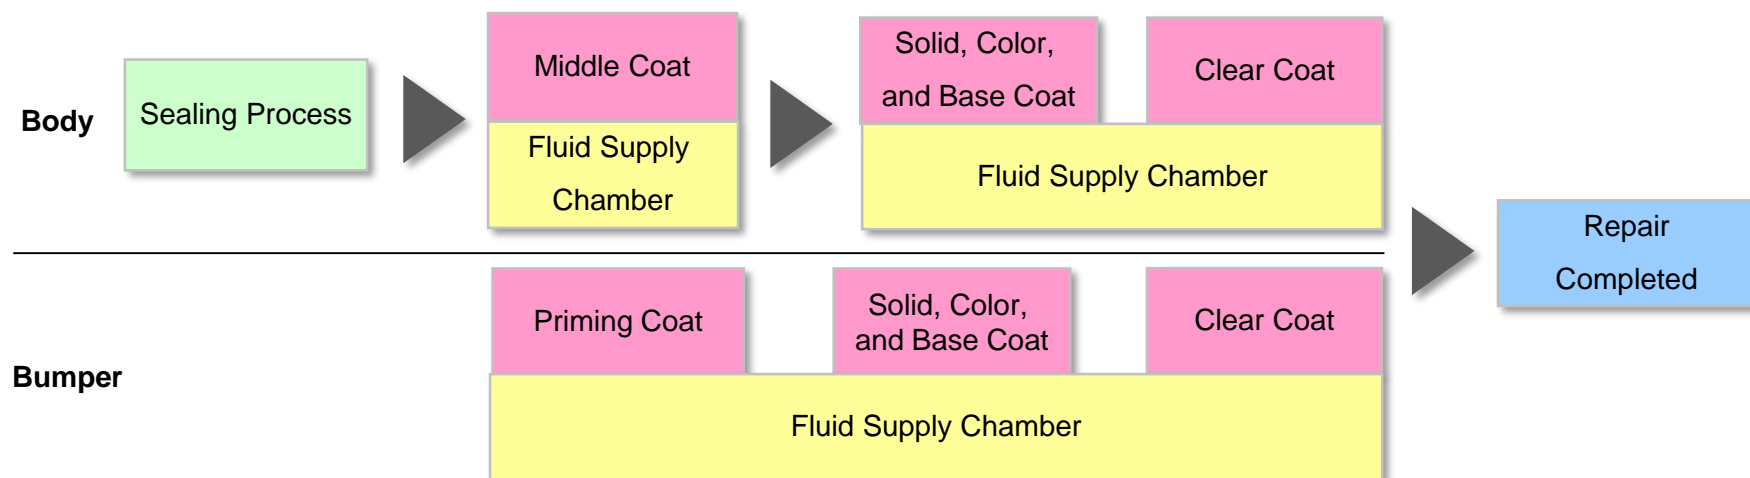 Body
Sealing Process
Middle Coat
Fluid Supply
Chamber
Solid, Color,
and Base Coat
Clear Coat
Fluid Supply Chamber
Repair
Completed
Bumper
Priming Coat
Solid, Color,
and Base Coat
Clear Coat
Fluid Supply Chamber